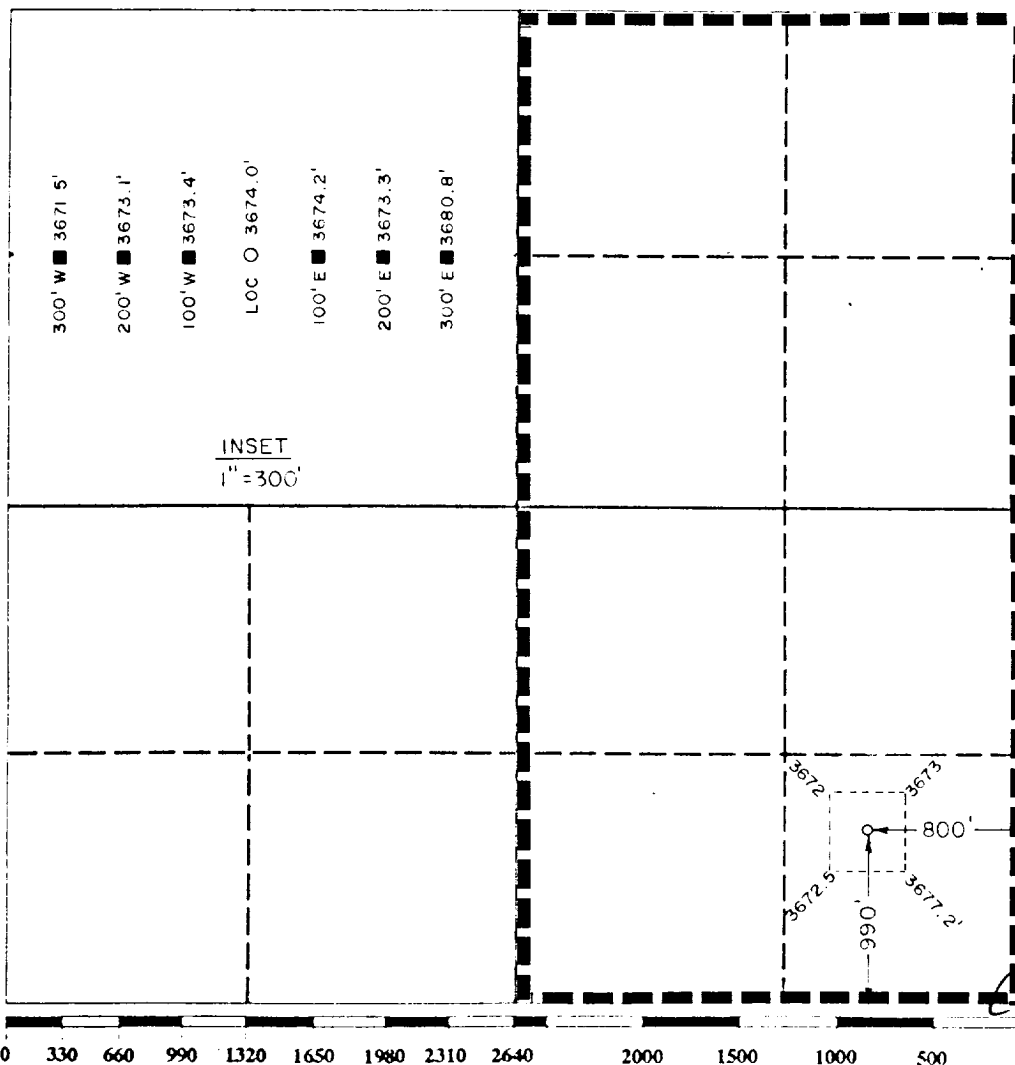 300' W ■ 3671 5'
200' W ■ 3673.1'
100' W ■ 3673.4'
LOC ○ 3674.0'
100' E ■ 3674.2'
200' E ■ 3673.3'
300' E ■ 3680.8'
INSET
1" = 300'
3672
3673
800'
3672.5
3677.2'
990'
0 330 660 990 1320 1650 1980 2310 2640 2000 1500 1000 500